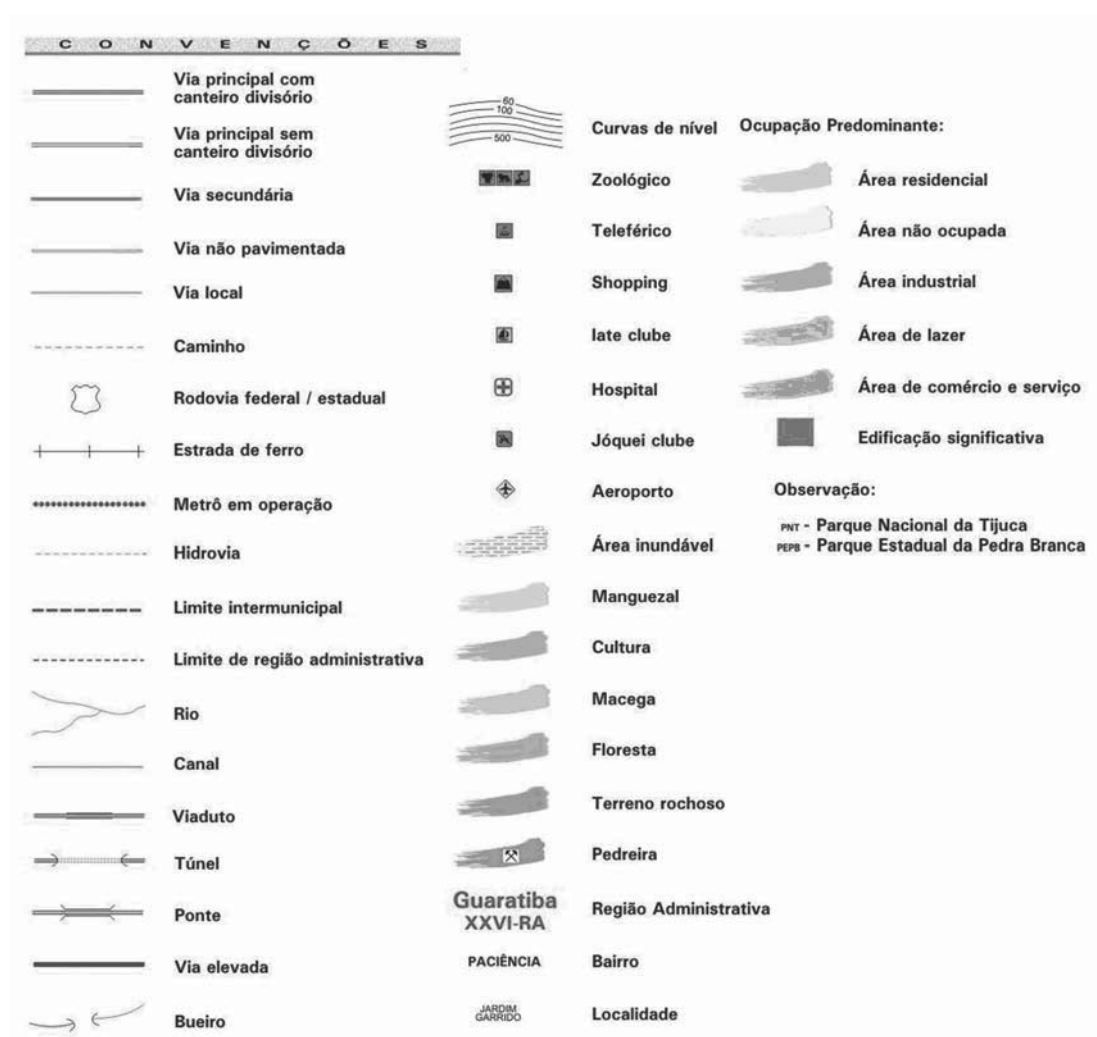 CONVENÇÕES
Via principal com
canteiro divisório
Via principal sem
canteiro divisório
Via secundária
Via não pavimentada
Via local
Caminho
Rodovia federal / estadual
Estrada de ferro
Metrô em operação
Hidrovia
Limite intermunicipal
Limite de região administrativa
Rio
Canal
Viaduto
Túnel
Ponte
Via elevada
Bueiro
60
100
500
Curvas de nível
Zoológico
Teleférico
Shopping
Iate clube
Hospital
Jóquei clube
Aeroporto
Área inundável
Manguezal
Cultura
Macega
Floresta
Terreno rochoso
Pedreira
Guaratiba
XXVI-RA
Região Administrativa
PACIÊNCIA
Bairro
JARDIM
GARRIDO
Localidade
Ocupação Predominante:
Área residencial
Área não ocupada
Área industrial
Área de lazer
Área de comércio e serviço
Edificação significativa
Observação:
PNT - Parque Nacional da Tijuca
PEPB - Parque Estadual da Pedra Branca